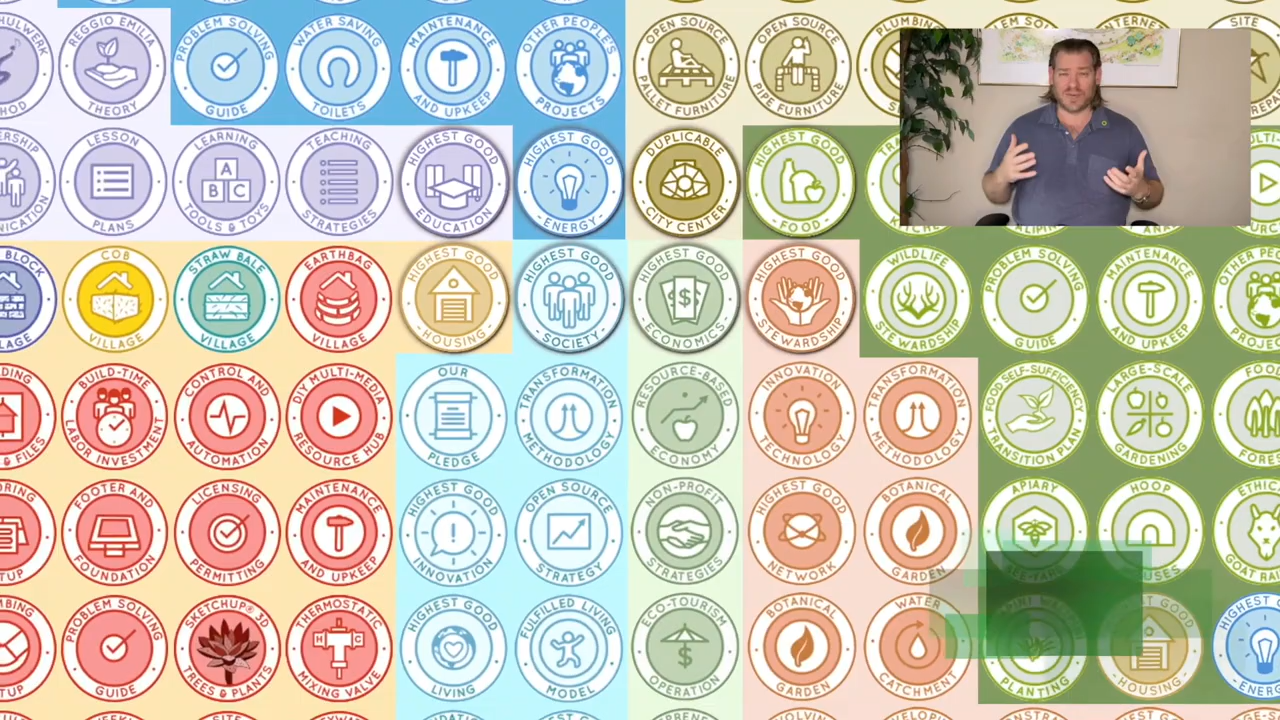 REGGIO EMILIA
THEORY
PROBLEM SOLVING
GUIDE
WATER SAVING
TOILETS
MAINTENANCE
AND UPKEEP
OTHER PEOPLE'S
PROJECTS
OPEN SOURCE
PALLET FURNITURE
OPEN SOURCE
PIPE FURNITURE
PLUMBING
SITE
LESSON
PLANS
LEARNING
A
B C
TOOLS & TOYS
TEACHING
STRATEGIES
HIGHEST GOOD
EDUCATION
HIGHEST GOOD
ENERGY
DUPLICABLE
CITY CENTER
HIGHEST GOOD
FOOD
BLOCK
COB
VILLAGE
STRAW BALE
VILLAGE
EARTHBAG
VILLAGE
HIGHEST GOOD
HOUSING
HIGHEST GOOD
SOCIETY
HIGHEST GOOD
$
ECONOMICS
HIGHEST GOOD
STEWARDSHIP
WILDLIFE
STEWARDSHIP
PROBLEM SOLVING
GUIDE
MAINTENANCE
AND UPKEEP
& FILES
BUILD-TIME
LABOR INVESTMENT
CONTROL AND
AUTOMATION
DIY MULTI-MEDIA
RESOURCE HUB
OUR
PLEDGE
TRANSFORMATION
METHODOLOGY
RESOURCE-BASED
ECONOMY
INNOVATION
TECHNOLOGY
TRANSFORMATION
METHODOLOGY
FOOD SELF-SUFFICIENCY
TRANSITION PLAN
LARGE-SCALE
GARDENING
FOOD
FOREST
FOOTER AND
FOUNDATION
LICENSING
PERMITTING
MAINTENANCE
AND UPKEEP
HIGHEST GOOD
!
INNOVATION
OPEN SOURCE
STRATEGY
NON-PROFIT
STRATEGIES
HIGHEST GOOD
NETWORK
BOTANICAL
GARDEN
APIARY
HOOP
PROBLEM SOLVING
GUIDE
SKETCHUP® 3D
TREES & PLANTS
THERMOSTATIC
H C
MIXING VALVE
HIGHEST GOOD
LIVING
FULFILLED LIVING
MODEL
ECO-TOURISM
$
OPERATION
BOTANICAL
GARDEN
WATER
CATCHMENT
PLANTING
HOUSING